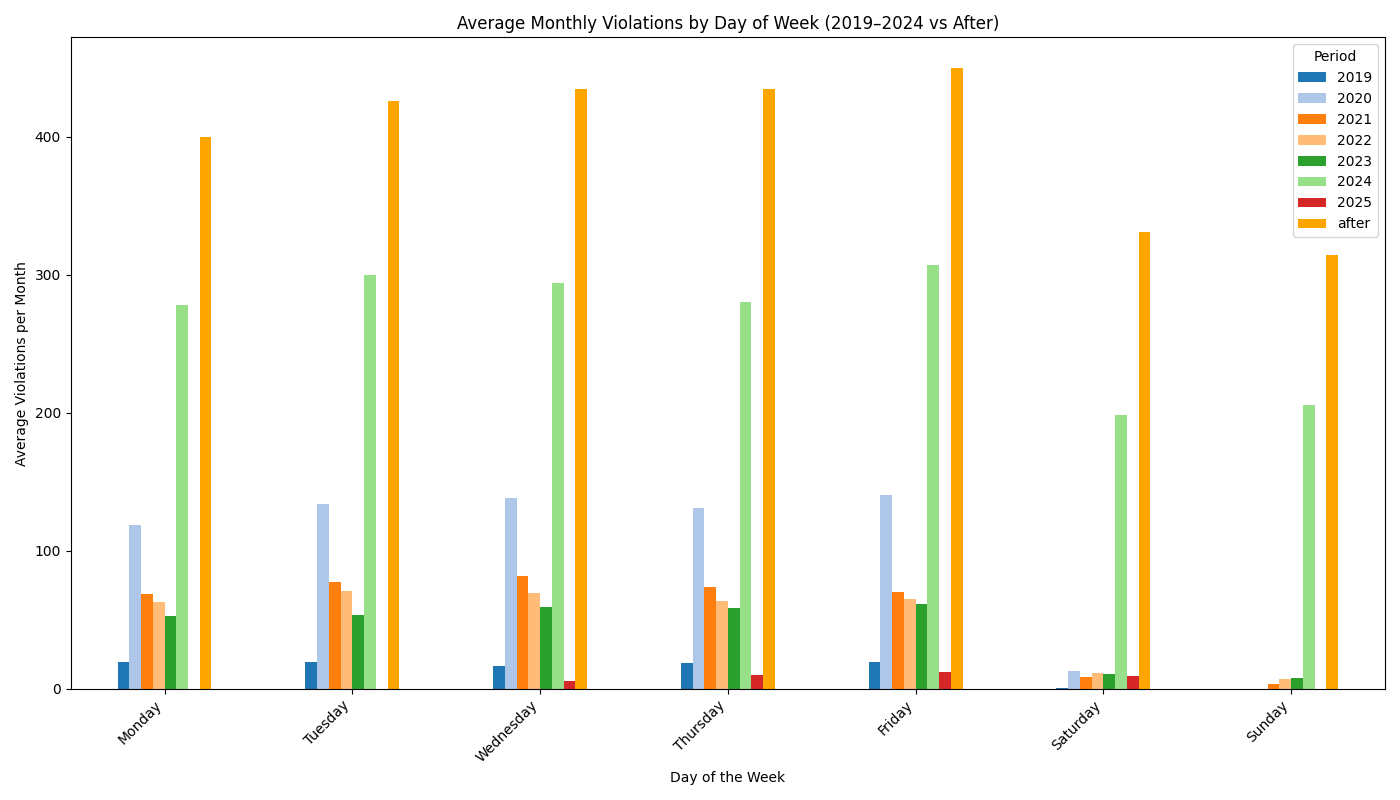 Average Monthly Violations by Day of Week (2019–2024 vs After)
Period
2019
2020
2021
2022
2023
2024
2025
after
Average Violations per Month
400
300
200
100
0
Monday
Tuesday
Wednesday
Thursday
Friday
Saturday
Sunday
Day of the Week